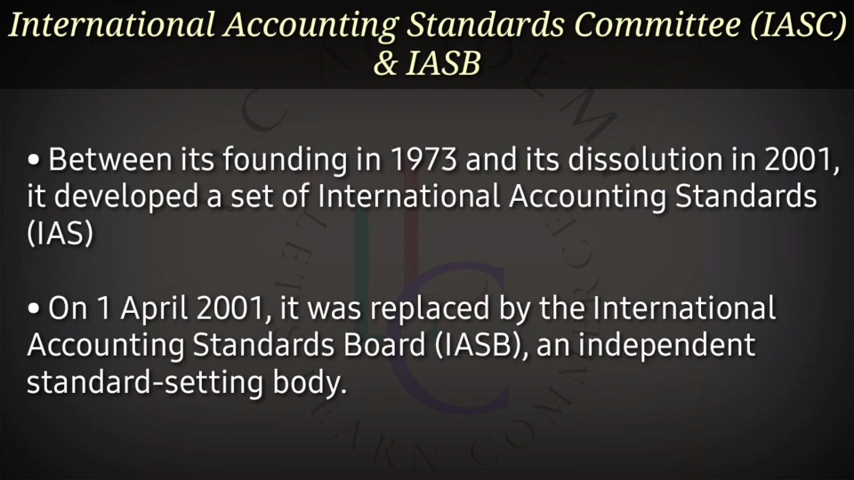 International Accounting Standards Committee (IASC)
& IASB
• Between its founding in 1973 and its dissolution in 2001,
it developed a set of International Accounting Standards
(IAS)
• On 1 April 2001, it was replaced by the International
Accounting Standards Board (IASB), an independent
standard-setting body.